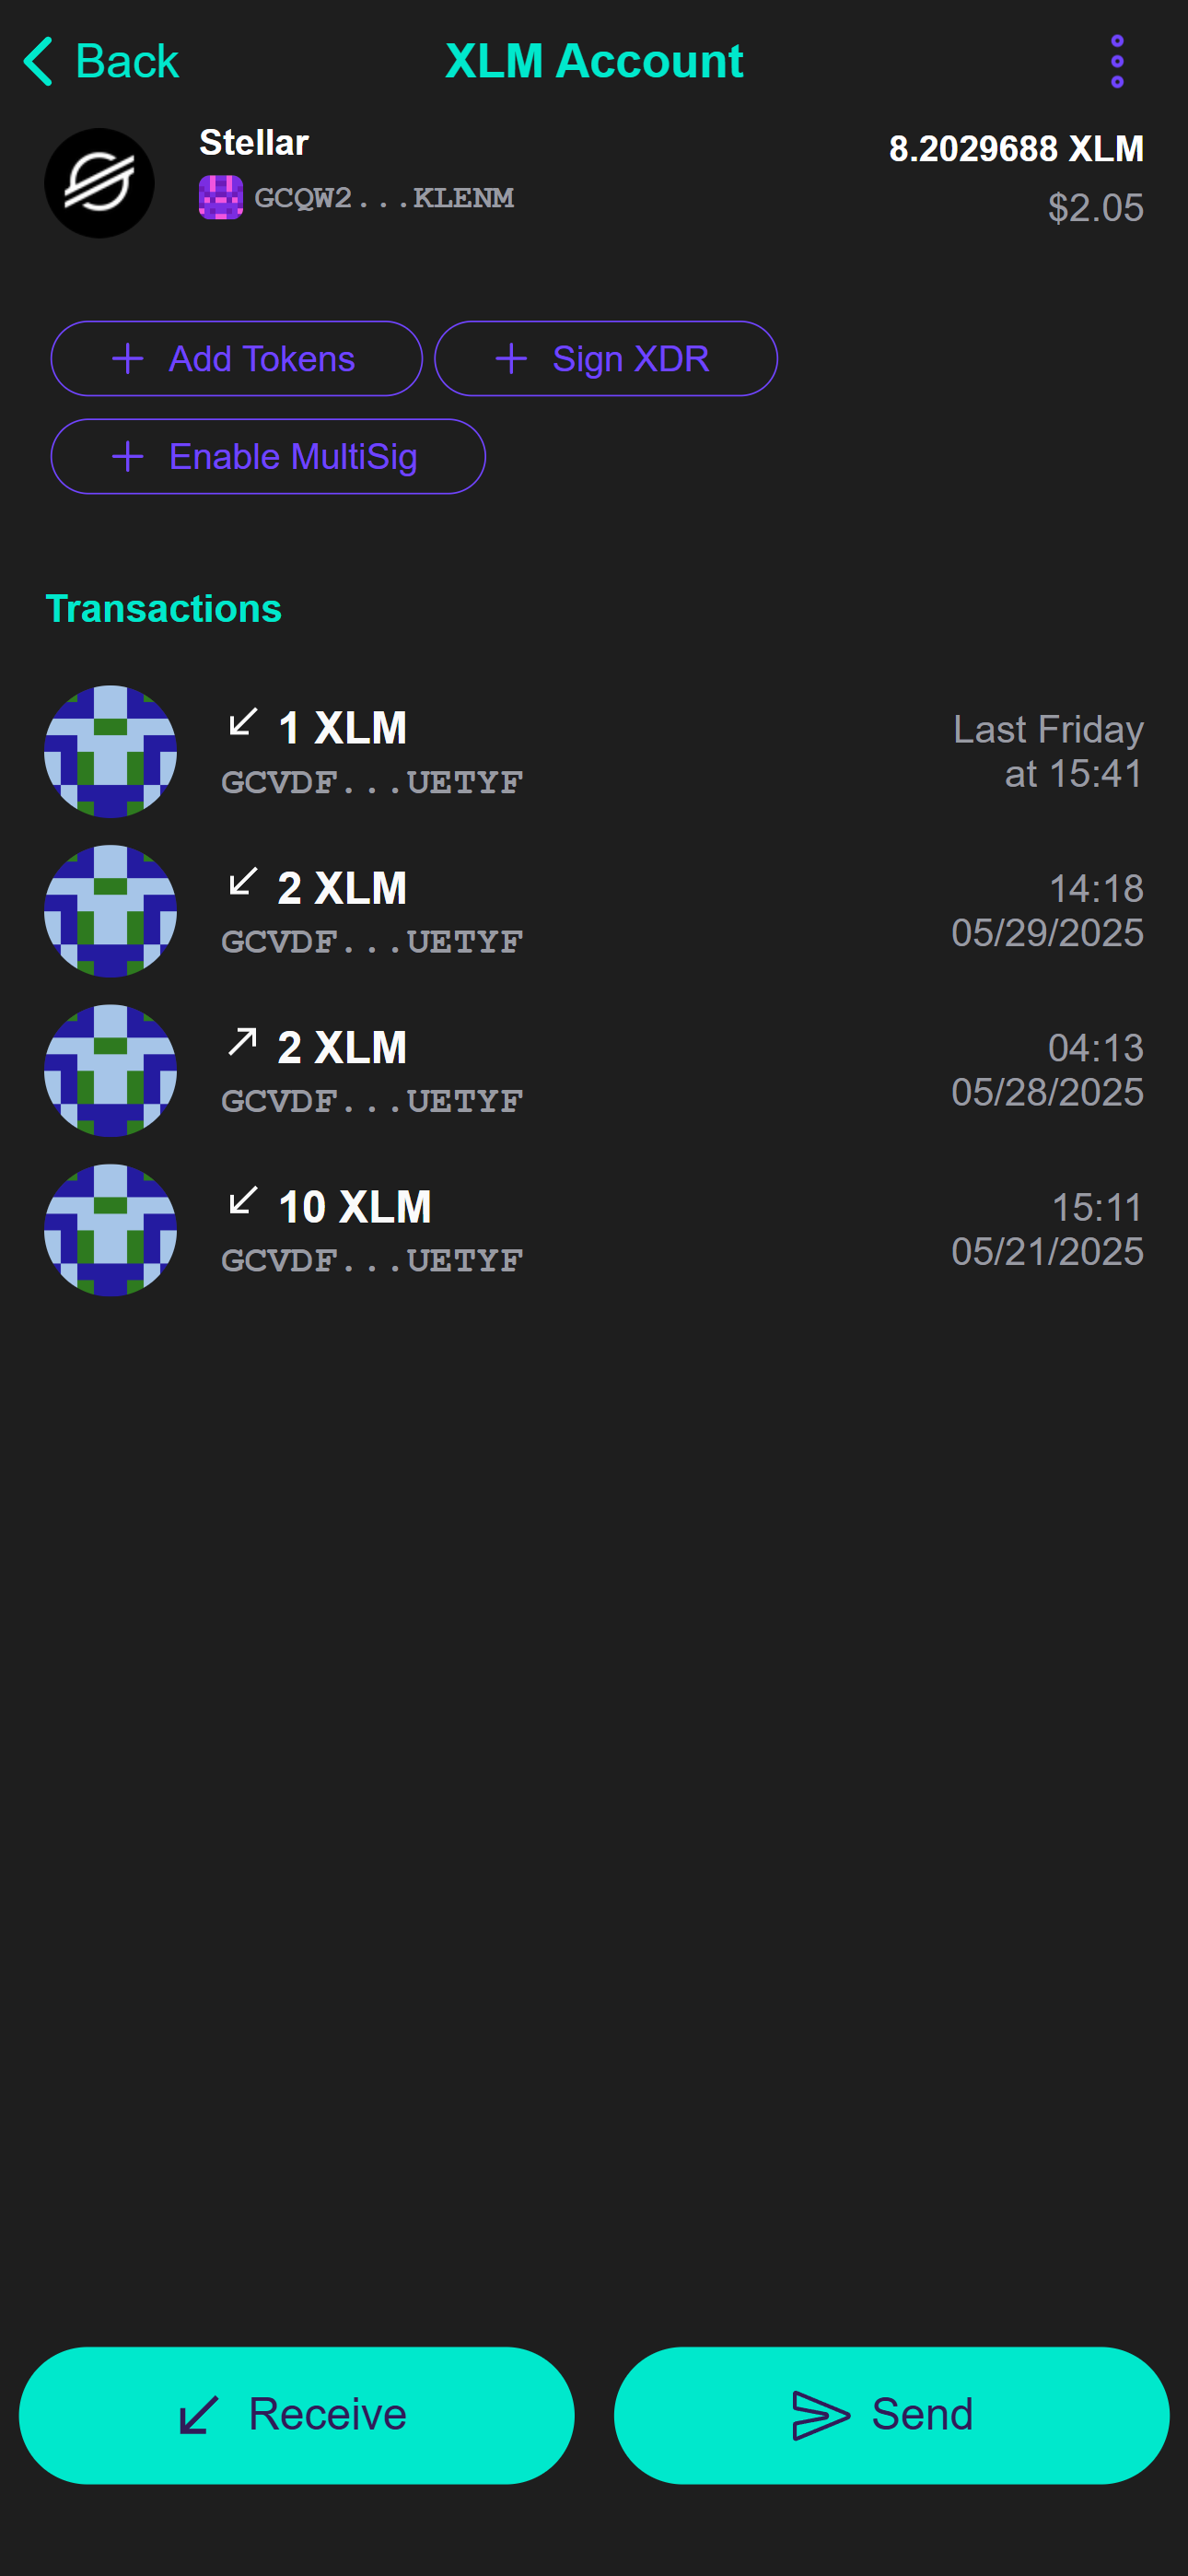 Back
XLM Account
Stellar
8.2029688 XLM
GCQW2...KLENM
$2.05
Add Tokens
Sign XDR
Enable MultiSig
Transactions
1 XLM
Last Friday
at 15:41
GCVDF...UETYF
2 XLM
14:18
GCVDF...UETYF
05/29/2025
2 XLM
04:13
GCVDF...UETYF
05/28/2025
10 XLM
15:11
GCVDF...UETYF
05/21/2025
Receive
Send